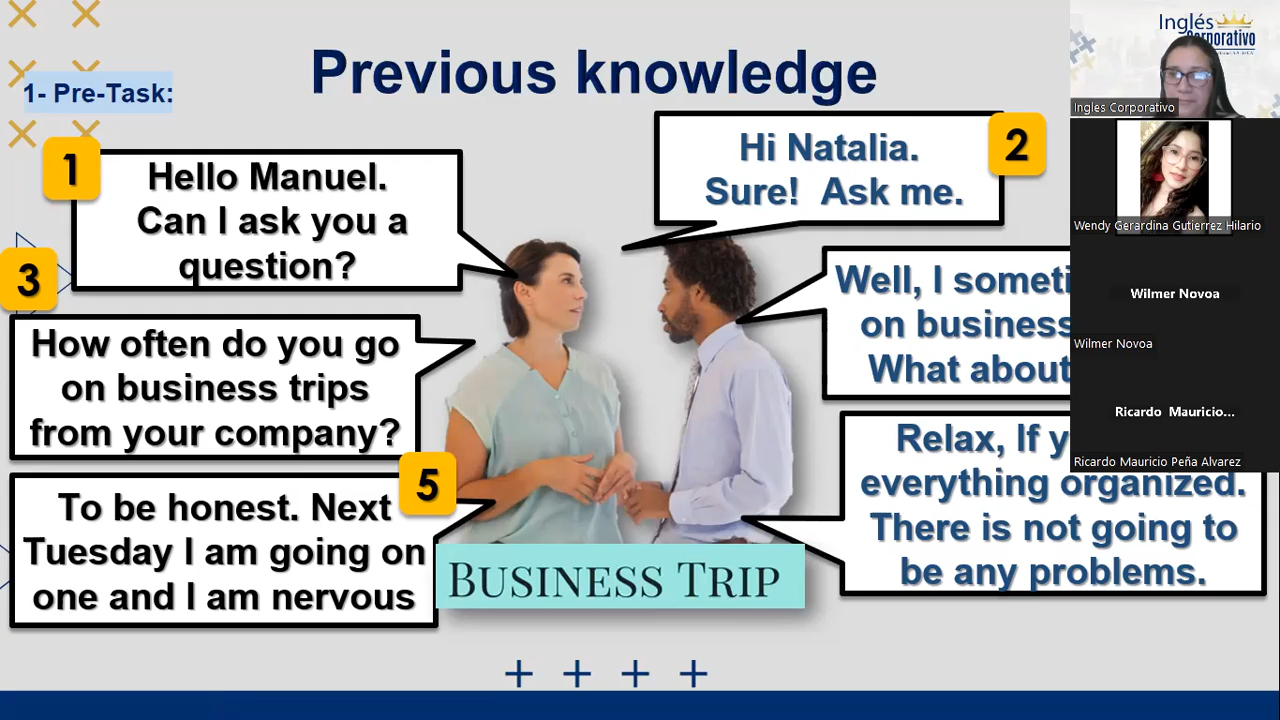 Previous knowledge
1- Pre-Task:
1
Hello Manuel.
Can I ask you a
question?
2
Hi Natalia.
Sure! Ask me.
3
How often do you go
on business trips
from your company?
Well, I
on business
What about
5
To be honest. Next
Tuesday I am going on
one and I am nervous
Relax, If
everything organized.
There is not going to
be any problems.
BUSINESS TRIP
Inglés
Corporativo
Ingles Corporativo
Wendy Gerardina Gutierrez Hilario
Wilmer Novoa
Wilmer Novoa
Ricardo Mauricio...
Ricardo Mauricio Peña Alvarez